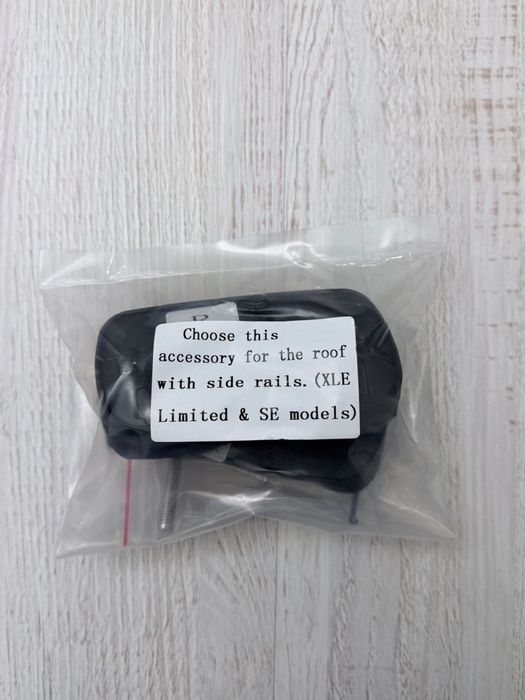 R
Choose this
accessory for the roof
with side rails. (XLE
Limited & SE models)